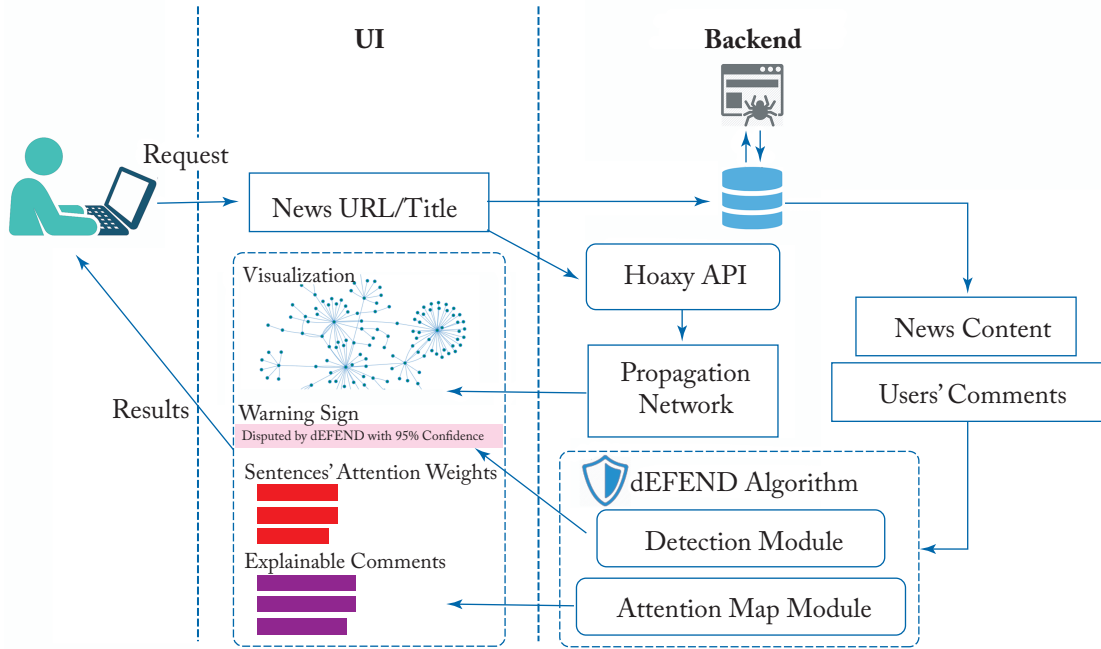 UI
Backend
Request
News URL/Title
Hoaxy API
Visualization
News Content
Propagation
Network
Users' Comments
Results
Warning Sign
Disputed by dEFEND with 95% Confidence
Sentences' Attention Weights
dEFEND Algorithm
Detection Module
Explainable Comments
Attention Map Module